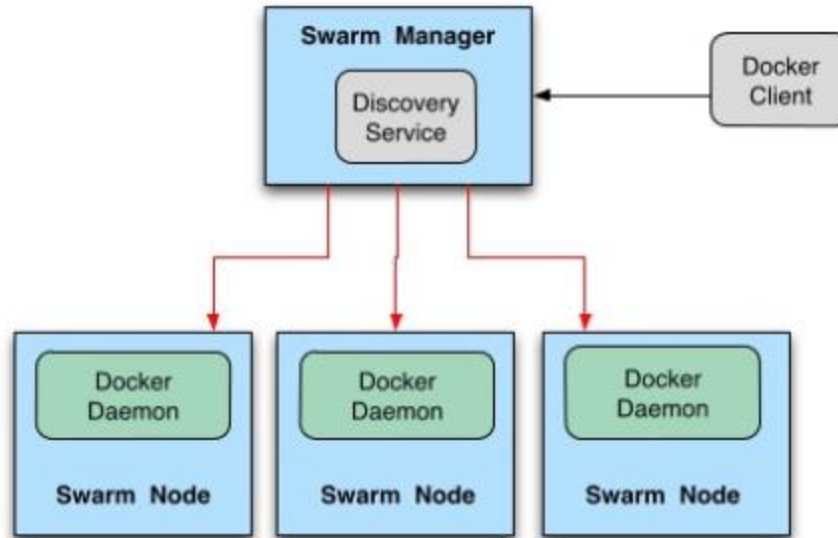 Swarm Manager
Discovery
Service
Docker
Client
Docker
Daemon
Swarm Node
Docker
Daemon
Swarm Node
Docker
Daemon
Swarm Node